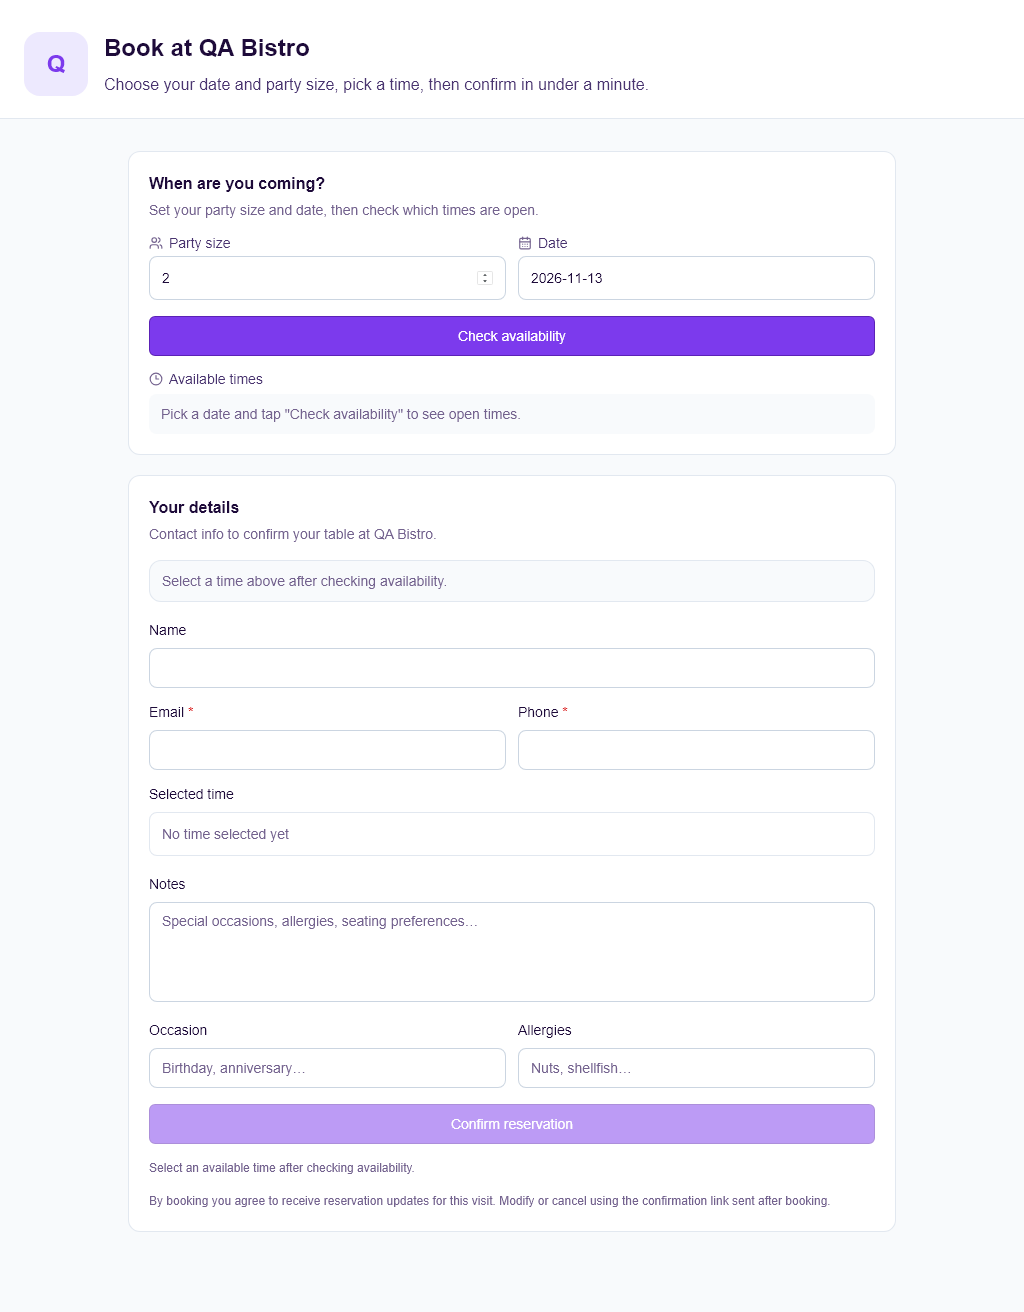 Q
Book at QA Bistro
Choose your date and party size, pick a time, then confirm in under a minute.
When are you coming?
Set your party size and date, then check which times are open.
Party size
Date
2
2026-11-13
Check availability
Available times
Pick a date and tap "Check availability" to see open times.
Your details
Contact info to confirm your table at QA Bistro.
Select a time above after checking availability.
Name
Email *
Phone *
Selected time
No time selected yet
Notes
Special occasions, allergies, seating preferences…
Occasion
Allergies
Birthday, anniversary…
Nuts, shellfish…
Confirm reservation
Select an available time after checking availability.
By booking you agree to receive reservation updates for this visit. Modify or cancel using the confirmation link sent after booking.